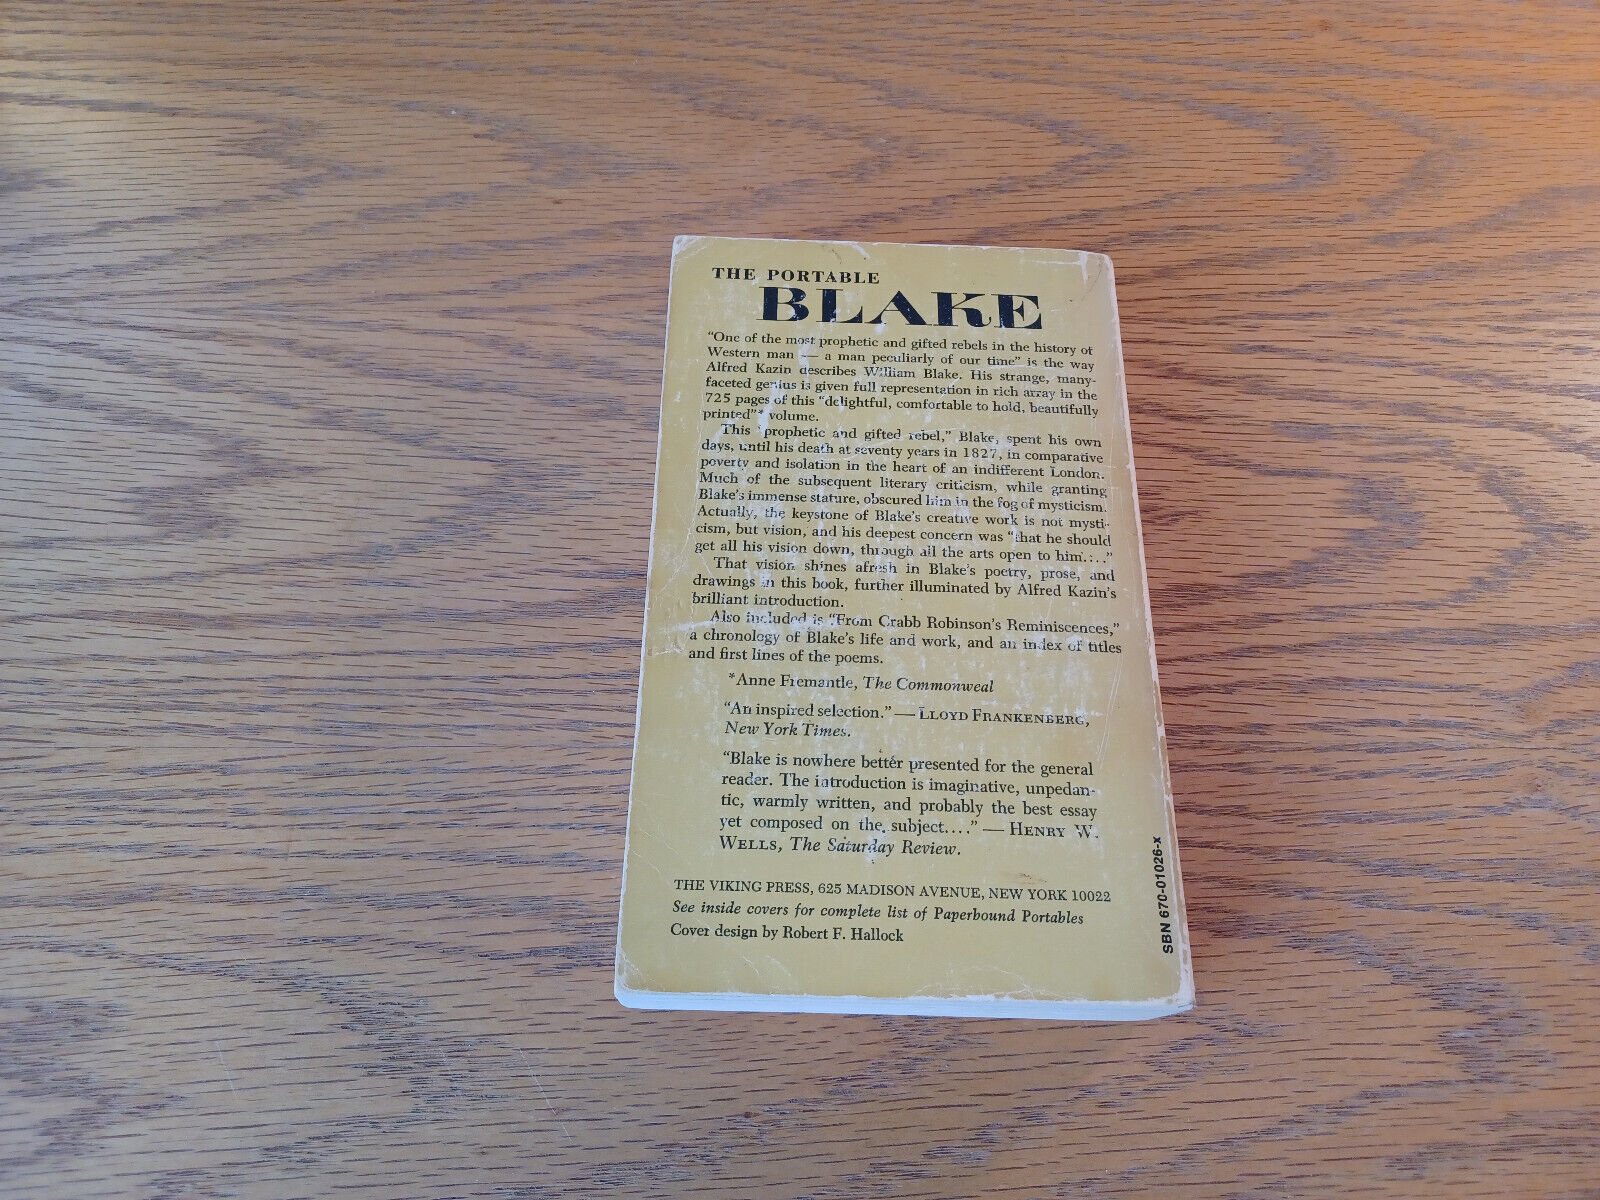 THE PORTABLE
BLAKE
"One of the most prophetic and gifted rebels in the history of
Western man — a man peculiarly of our time" is the way
Alfred Kazin describes William Blake. His strange, many-
faceted genius is given full representation in rich array in the
725 pages of this "delightful, comfortable to hold, beautifully
printed"* volume.
This "prophetic and gifted rebel," Blake, spent his own
days, until his death at seventy years in 1827, in comparative
poverty and isolation in the heart of an indifferent London.
Much of the subsequent literary criticism, while granting
Blake's immense stature, obscured him in the fog of mysticism.
Actually, the keystone of Blake's creative work is not mysti-
cism, but vision, and his deepest concern was "that he should
get all his vision down, through all the arts open to him...."
That vision shines afresh in Blake's poetry, prose, and
drawings in this book, further illuminated by Alfred Kazin's
brilliant introduction.
Also included is "From Crabb Robinson's Reminiscences,"
a chronology of Blake's life and work, and an index of titles
and first lines of the poems.
*Anne Fremantle, The Commonweal
"An inspired selection." — LLOYD FRANKENBERG,
New York Times.
"Blake is nowhere better presented for the general
reader. The introduction is imaginative, unpedan-
tic, warmly written, and probably the best essay
yet composed on the subject...." — HENRY W.
WELLS, The Saturday Review.
THE VIKING PRESS, 625 MADISON AVENUE, NEW YORK 10022
See inside covers for complete list of Paperbound Portables
Cover design by Robert F. Hallock
SBN 670-01026-x